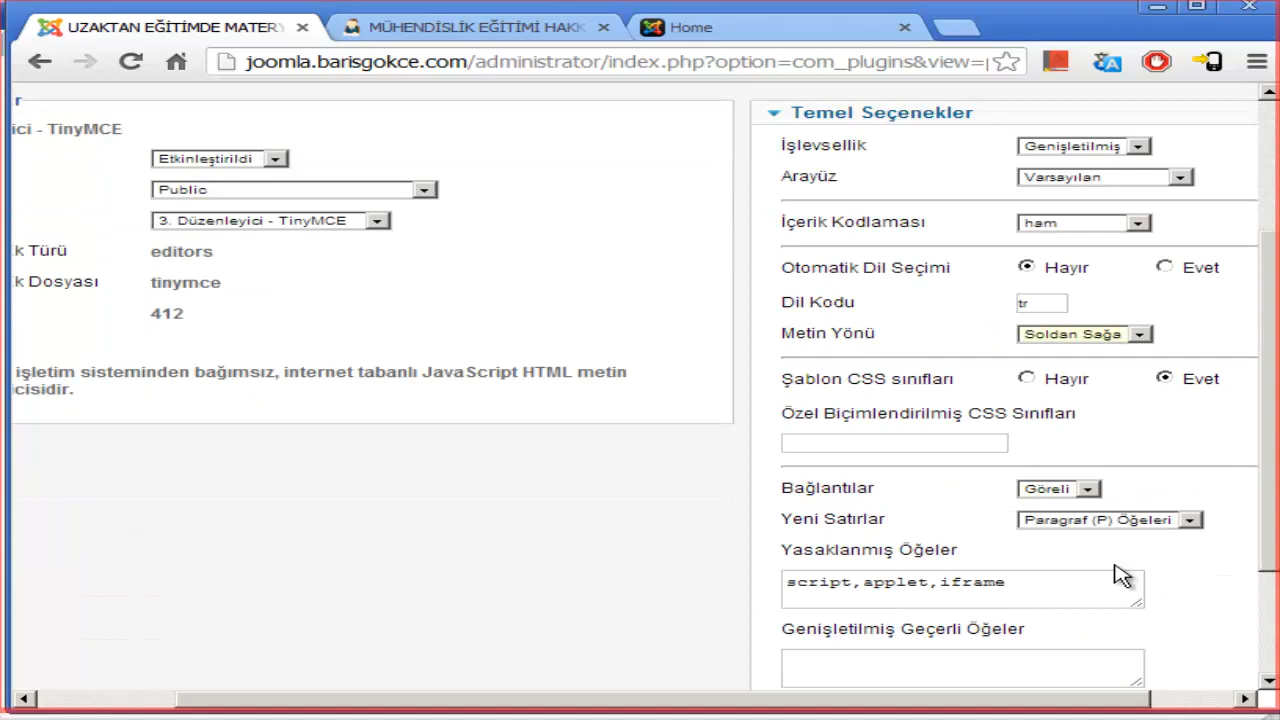 UZAKTAN EĞİTİMDE MATERY
MÜHENDİSLİK EĞİTİMİ HAKK
Home
joomla.barisgokce.com/administrator/index.php?option=com_plugins&view=p
r
ici - TinyMCE
Etkinleştirildi
Public
3. Düzenleyici - TinyMCE
k Türü
editors
k Dosyası
tinymce
412
işletim sisteminden bağımsız, internet tabanlı JavaScript HTML metin
icisidir.
Temel Seçenekler
İşlevsellik
Genişletilmiş
Arayüz
Varsayılan
İçerik Kodlaması
ham
Otomatik Dil Seçimi
Hayır
Evet
Dil Kodu
tr
Metin Yönü
Soldan Sağa
Şablon CSS sınıfları
Hayır
Evet
Özel Biçimlendirilmiş CSS Sınıfları
Bağlantılar
Göreli
Yeni Satırlar
Paragraf (P) Öğeleri
Yasaklanmış Öğeler
script,applet,iframe
Genişletilmiş Geçerli Öğeler